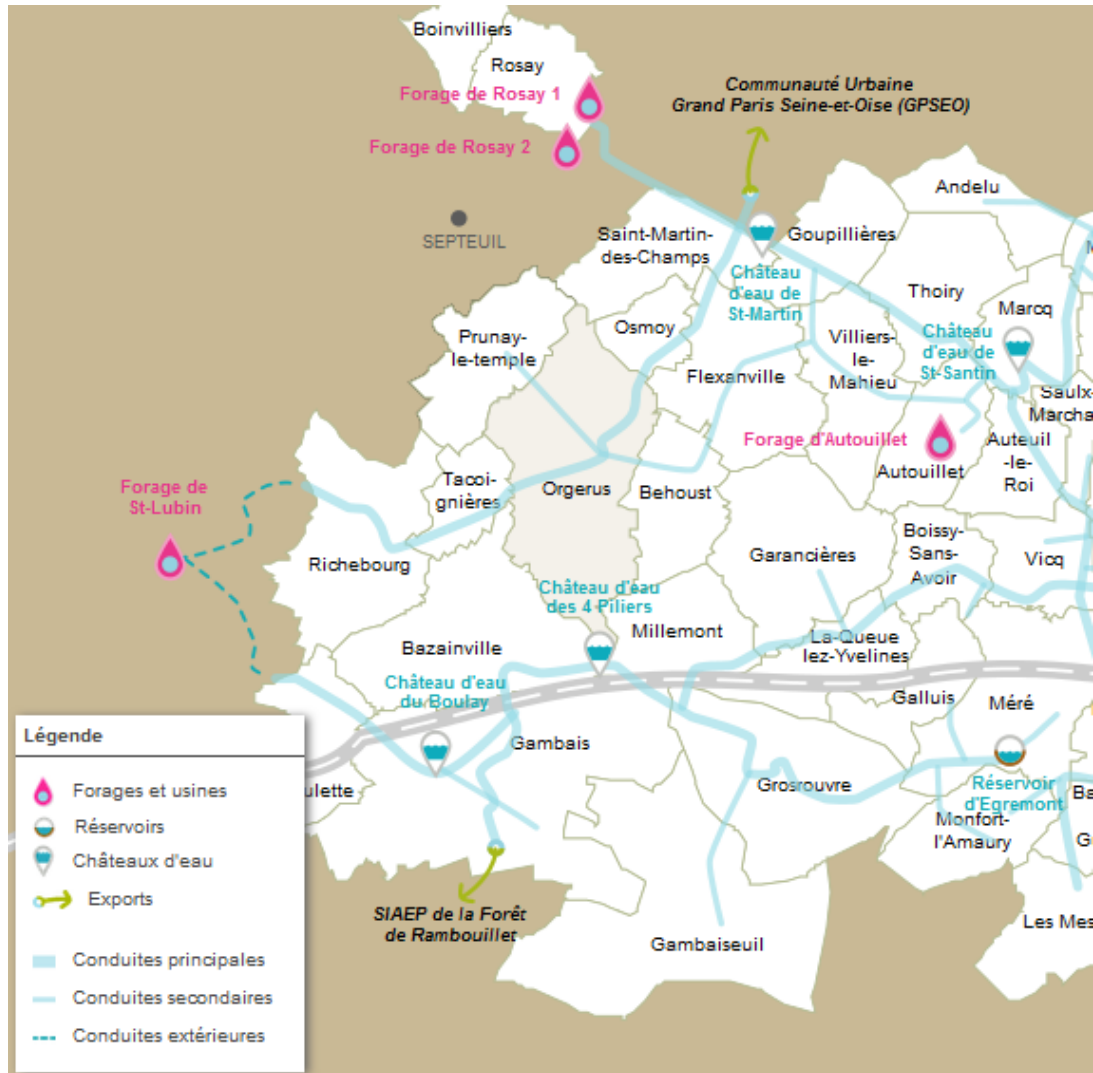 Boinvilliers
Rosay
Forage de Rosay 1
Forage de Rosay 2
Communauté Urbaine
Grand Paris Seine-et-Oise (GPSEO)
Andelu
SEPTEUIL
Saint-Martin-
des-Champs
Goupillières
Château
d'eau de
St-Martin
Thoiry
Marcq
Osmoy
Prunay-
le-temple
Villiers-
le-
Mahieu
Château
d'eau de
St-Santin
Flexanville
Saulx-
Marcha
Forage d'Autouillet
Autouillet
Auteuil
-le-
Roi
Forage de
St-Lubin
Tacoi-
gnières
Orgerus
Behoust
Richebourg
Garancières
Boissy-
Sans-
Avoir
Vicq
Château d'eau
des 4 Piliers
Millemont
La-Queue
lez-Yvelines
Bazainville
Château d'eau
du Boulay
Galluis
Méré
Gambais
Grosrouvre
Réservoir
d'Egremont
Monfort-
l'Amaury
Ba
G
ulette
SIAEP de la Forêt
de Rambouillet
Gambaiseuil
Les Mes
Légende
Forages et usines
Réservoirs
Châteaux d'eau
Exports
Conduites principales
Conduites secondaires
Conduites extérieures